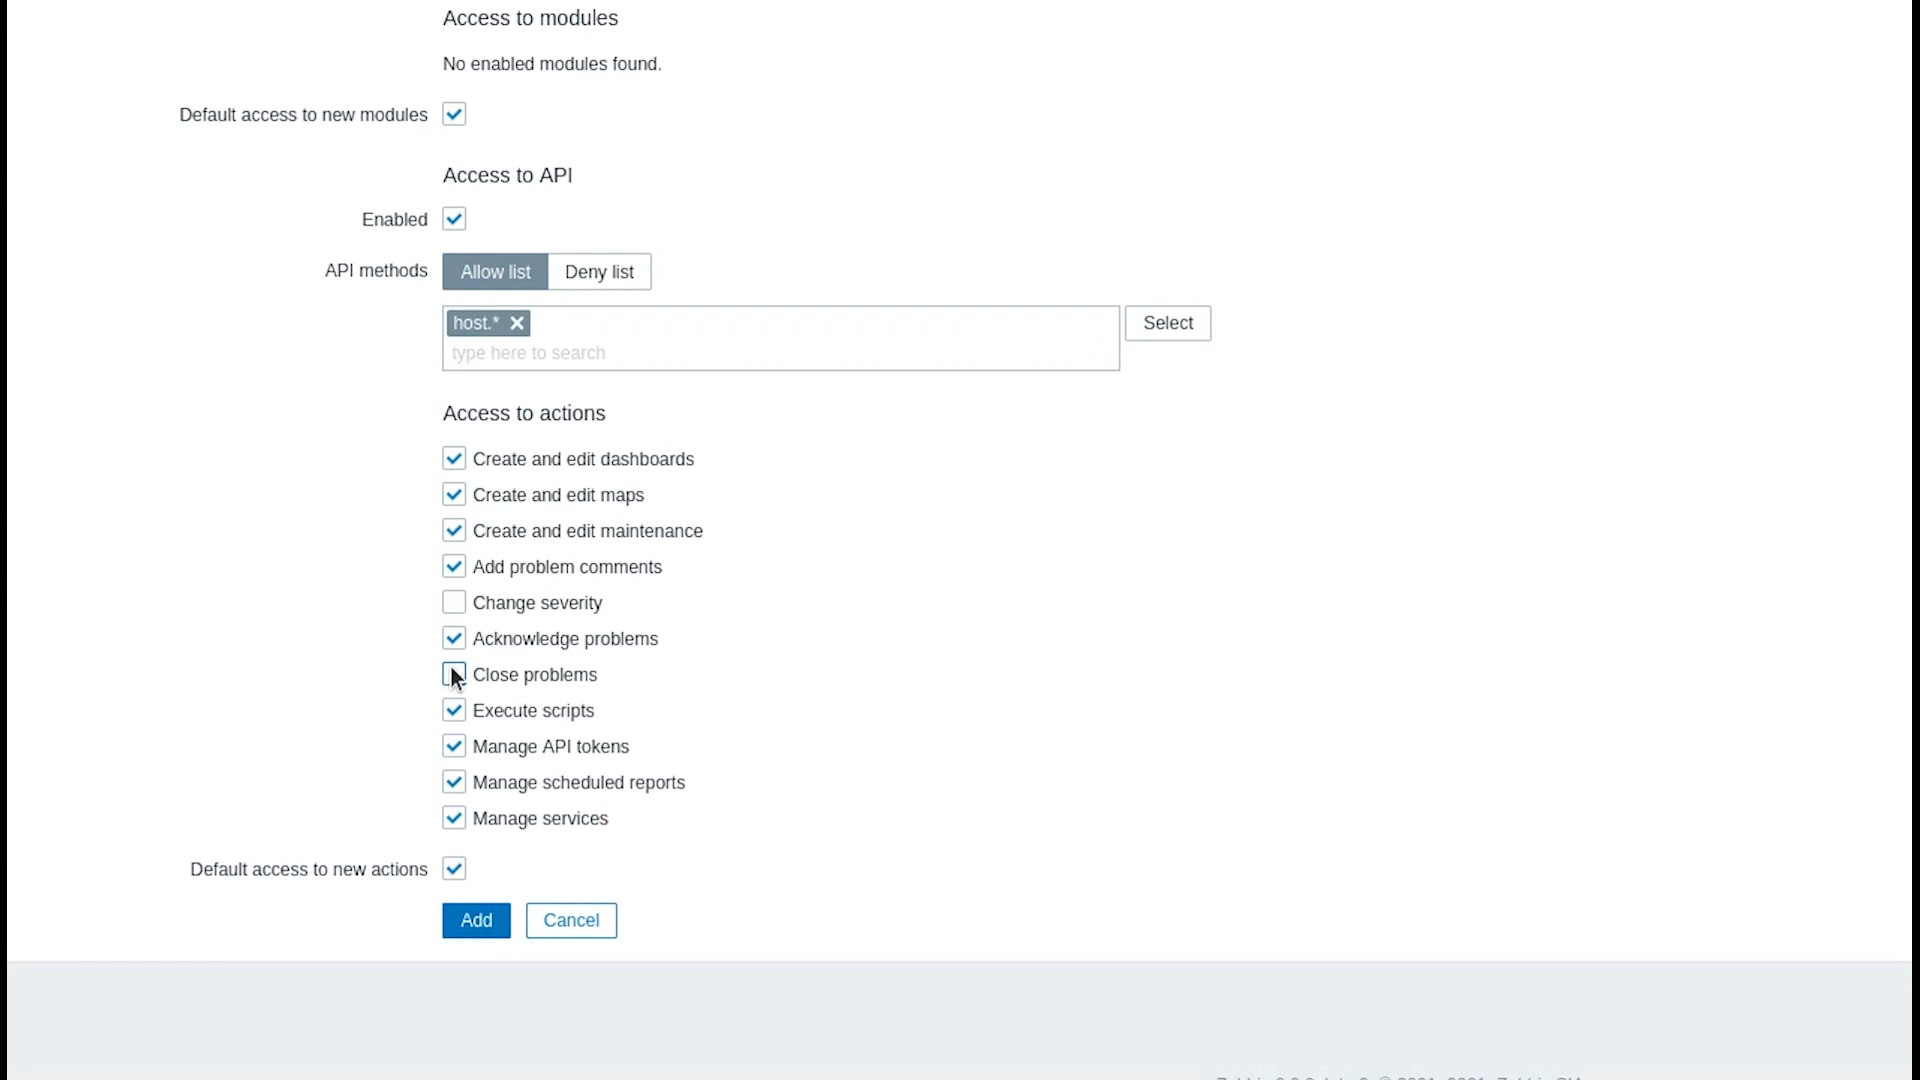 Access to modules
No enabled modules found.
Default access to new modules
Access to API
Enabled
API methods Allow list Deny list
host.* Select
type here to search
Access to actions
Create and edit dashboards
Create and edit maps
Create and edit maintenance
Add problem comments
Change severity
Acknowledge problems
Close problems
Execute scripts
Manage API tokens
Manage scheduled reports
Manage services
Default access to new actions
Add Cancel